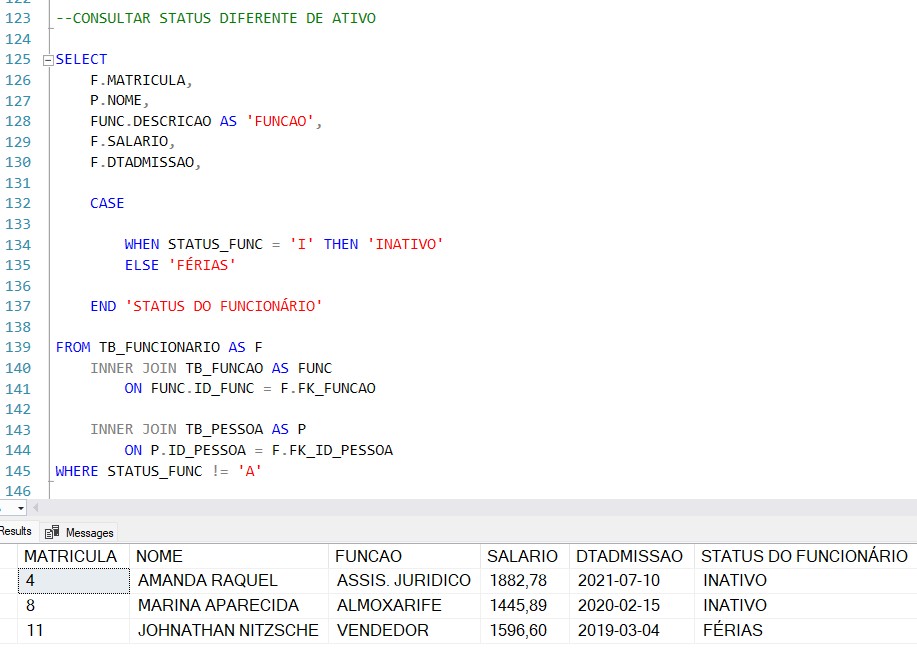 122
123 --CONSULTAR STATUS DIFERENTE DE ATIVO
124
125 SELECT
126 F.MATRICULA,
127 P.NOME,
128 FUNC.DESCRICAO AS 'FUNCAO',
129 F.SALARIO,
130 F.DTADMISSAO,
131
132 CASE
133
134 WHEN STATUS_FUNC = 'I' THEN 'INATIVO'
135 ELSE 'FÉRIAS'
136
137 END 'STATUS DO FUNCIONÁRIO'
138
139 FROM TB_FUNCIONARIO AS F
140 INNER JOIN TB_FUNCAO AS FUNC
141 ON FUNC.ID_FUNC = F.FK_FUNCAO
142
143 INNER JOIN TB_PESSOA AS P
144 ON P.ID_PESSOA = F.FK_ID_PESSOA
145 WHERE STATUS_FUNC != 'A'
146
Results Messages
MATRICULA NOME FUNCAO SALARIO DTADMISSAO STATUS DO FUNCIONÁRIO
4 AMANDA RAQUEL ASSIS. JURIDICO 1882,78 2021-07-10 INATIVO
8 MARINA APARECIDA ALMOXARIFE 1445,89 2020-02-15 INATIVO
11 JOHNATHAN NITZSCHE VENDEDOR 1596,60 2019-03-04 FÉRIAS